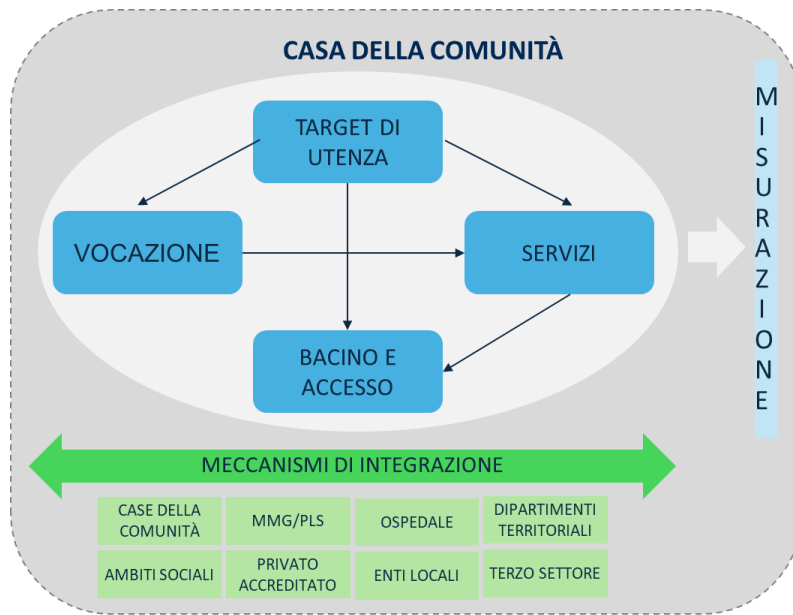 CASA DELLA COMUNITÀ
TARGET DI
UTENZA
VOCAZIONE
SERVIZI
BACINO E
ACCESSO
MISURAZIONE
MECCANISMI DI INTEGRAZIONE
CASE DELLA
COMUNITÀ
MMG/PLS
OSPEDALE
DIPARTIMENTI
TERRITORIALI
AMBITI SOCIALI
PRIVATO
ACCREDITATO
ENTI LOCALI
TERZO SETTORE